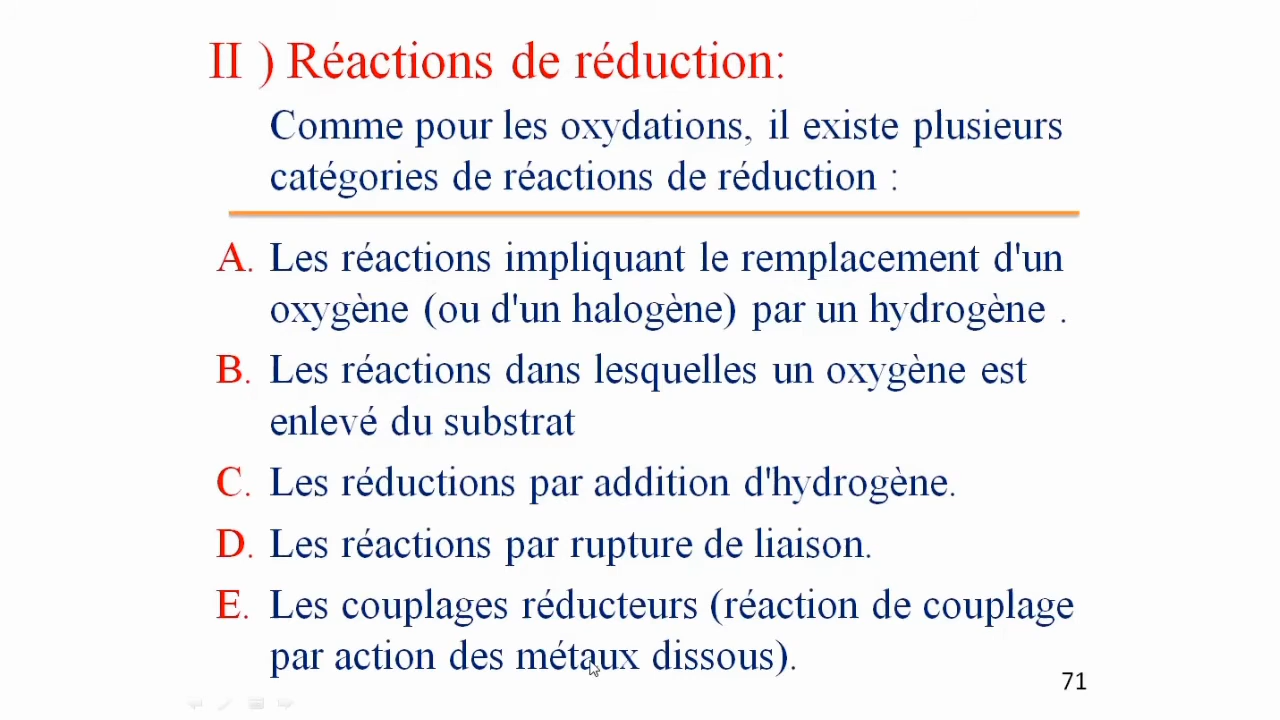 II ) Réactions de réduction:
Comme pour les oxydations, il existe plusieurs
catégories de réactions de réduction :
A. Les réactions impliquant le remplacement d'un
oxygène (ou d'un halogène) par un hydrogène .
B. Les réactions dans lesquelles un oxygène est
enlevé du substrat
C. Les réductions par addition d'hydrogène.
D. Les réactions par rupture de liaison.
E. Les couplages réducteurs (réaction de couplage
par action des métaux dissous).
71